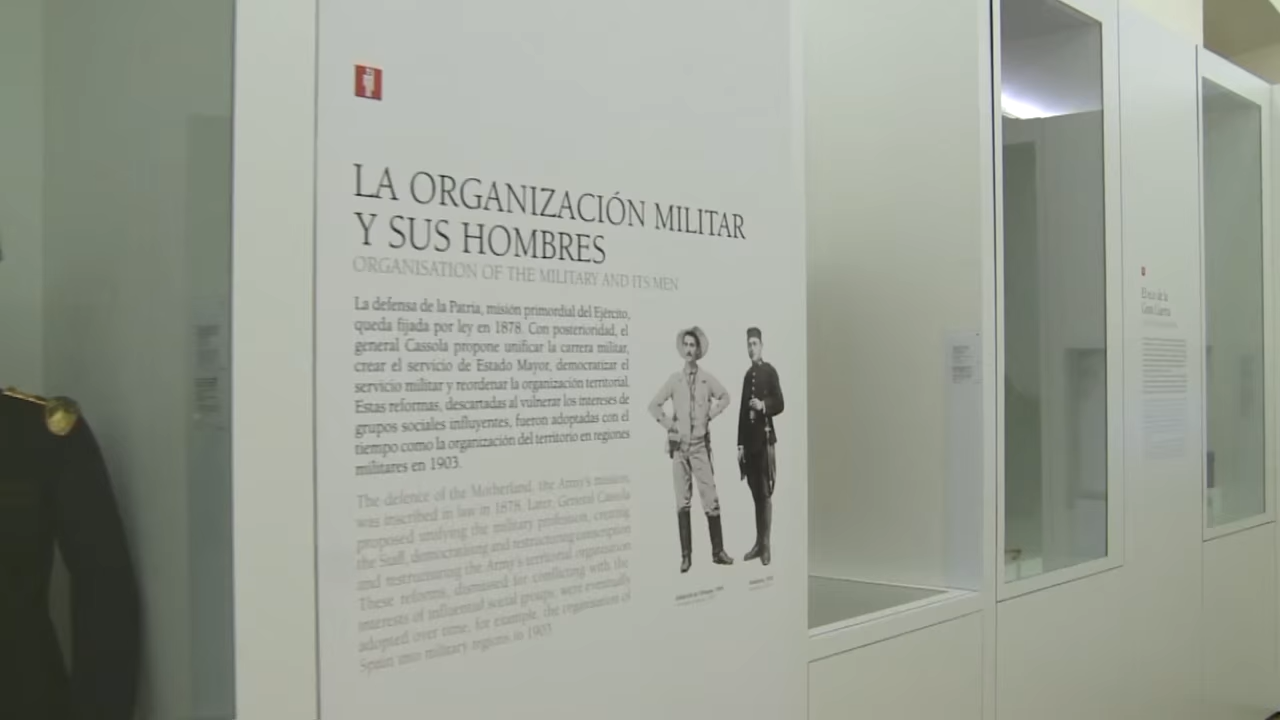 LA ORGANIZACIÓN MILITAR
Y SUS HOMBRES
ORGANISATION OF THE MILITARY AND ITS MEN
La defensa de la Patria, misión primordial del Ejército,
queda fijada por ley en 1878. Con posterioridad, el
general Cassola propone unificar la carrera militar,
crear el servicio de Estado Mayor, democratizar el
servicio militar y reordenar la organización territorial.
Estas reformas, descartadas al vulnerar los intereses de
grupos sociales influyentes, fueron adoptadas con el
tiempo como la organización del territorio en regiones
militares en 1903.
The defence of the Motherland, the Army's mission,
was inscribed in law in 1878. Later, General Cassola
proposed unifying the military profession, creating
the Staff, democratising and restructuring conscription
and restructuring the Army's territorial organisation.
These reforms, dismissed for conflicting with the
interests of influential social groups, were eventually
adopted over time, for example, the organisation of
Spain into military regions in 1903.
El eco de la
Gran Guerra